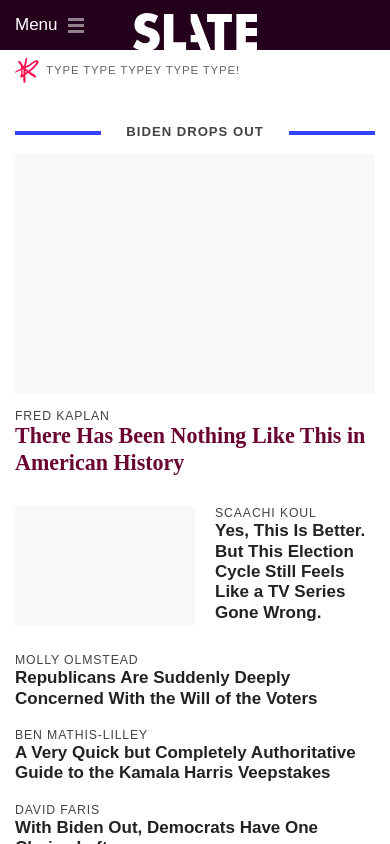 Menu
SLATE
TYPE TYPE TYPEY TYPE TYPE!
BIDEN DROPS OUT
FRED KAPLAN
There Has Been Nothing Like This in
American History
SCAACHI KOUL
Yes, This Is Better.
But This Election
Cycle Still Feels
Like a TV Series
Gone Wrong.
MOLLY OLMSTEAD
Republicans Are Suddenly Deeply
Concerned With the Will of the Voters
BEN MATHIS-LILLEY
A Very Quick but Completely Authoritative
Guide to the Kamala Harris Veepstakes
DAVID FARIS
With Biden Out, Democrats Have One